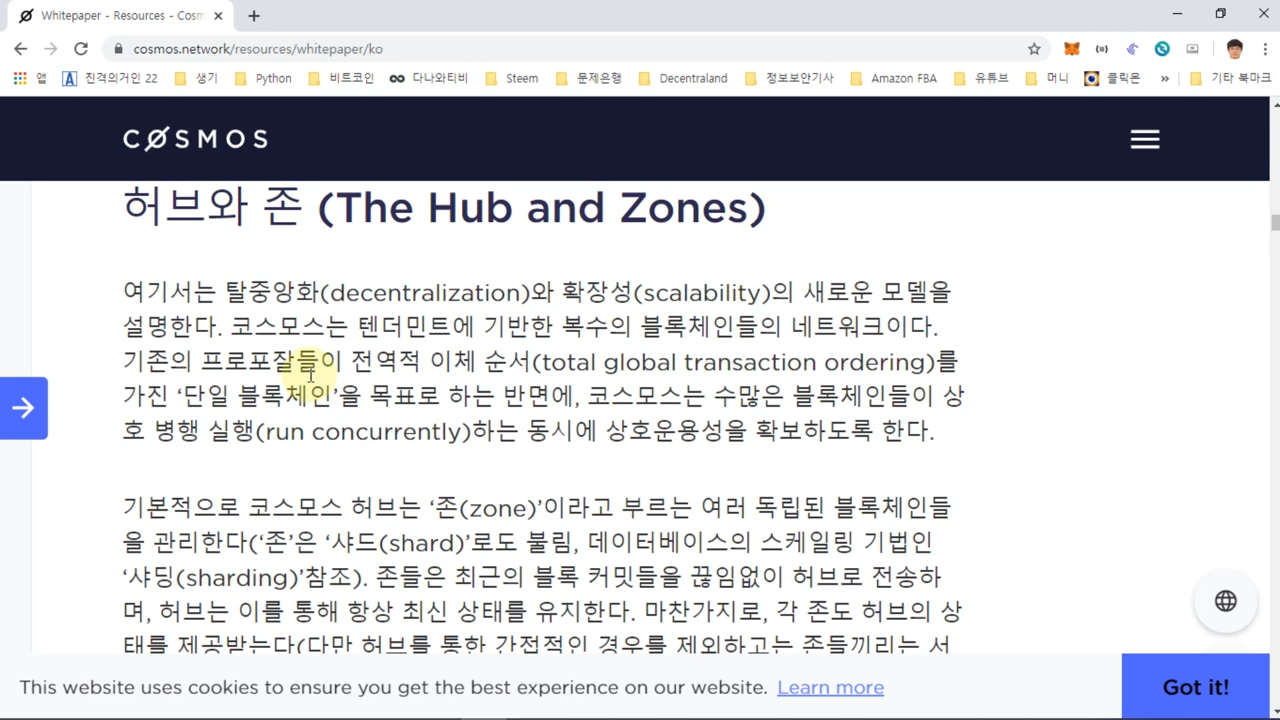 Whitepaper - Resources - Cosm
cosmos.network/resources/whitepaper/ko
앱 진격의거인 22 생기 Python 비트코인 다나와티비 Steem 문제은행 Decentraland 정보보안기사 Amazon FBA 유튜브 머니 클릭몬 » 기타 북마크
CØSMOS
허브와 존 (The Hub and Zones)
여기서는 탈중앙화(decentralization)와 확장성(scalability)의 새로운 모델을
설명한다. 코스모스는 텐더민트에 기반한 복수의 블록체인들의 네트워크이다.
기존의 프로포잘들이 전역적 이체 순서(total global transaction ordering)를
가진 ‘단일 블록체인’을 목표로 하는 반면에, 코스모스는 수많은 블록체인들이 상
호 병행 실행(run concurrently)하는 동시에 상호운용성을 확보하도록 한다.
기본적으로 코스모스 허브는 ‘존(zone)’이라고 부르는 여러 독립된 블록체인들
을 관리한다(‘존’은 ‘샤드(shard)’로도 불림, 데이터베이스의 스케일링 기법인
‘샤딩(sharding)’참조). 존들은 최근의 블록 커밋들을 끊임없이 허브로 전송하
며, 허브는 이를 통해 항상 최신 상태를 유지한다. 마찬가지로, 각 존도 허브의 상
태를 제공받는다(다만 허브를 통한 간접적인 경우를 제외하고는 존들끼리는 서
This website uses cookies to ensure you get the best experience on our website. Learn more
Got it!